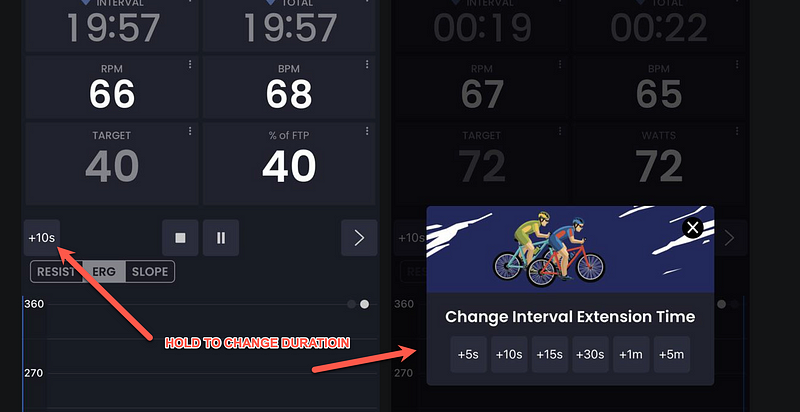 INTERVAL
TOTAL
19:57
19:57
RPM
BPM
66
68
TARGET
% of FTP
40
40
+10s
RESIST
ERG
SLOPE
360
270
HOLD TO CHANGE DURATIOIN
INTERVAL
TOTAL
00:19
00:22
RPM
BPM
67
65
TARGET
WATTS
72
72
+10s
360
270
Change Interval Extension Time
+5s
+10s
+15s
+30s
+1m
+5m